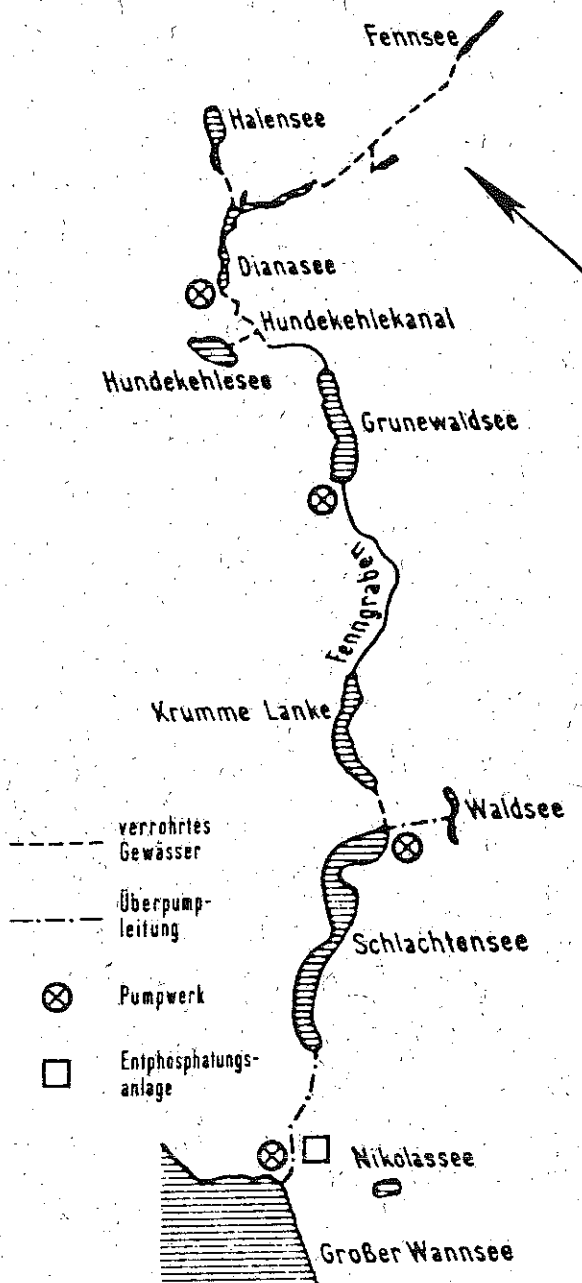 Fennsee
Halensee
Dianasee
Hundekehlekanal
Hundekehlesee
Grunewaldsee
Fenngraben
Krumme Lanke
Waldsee
verrohrtes
Gewässer
Überpump-
leitung
Schlachtensee
Pumpwerk
Entphosphatungs-
anlage
Nikolassee
Großer Wannsee